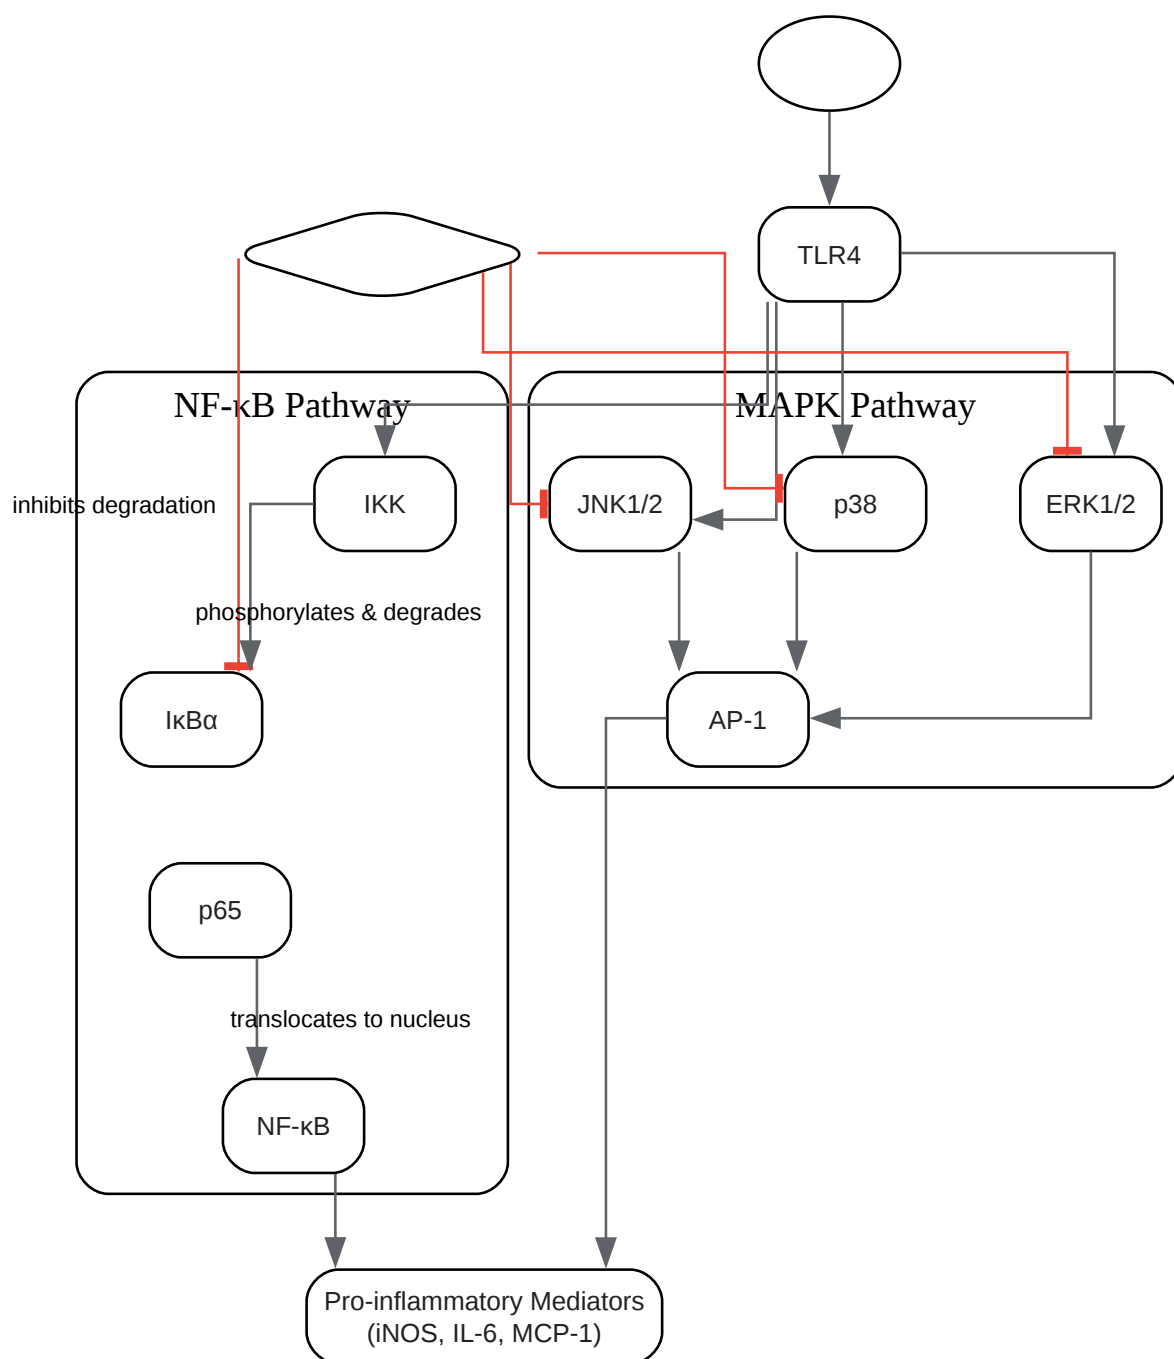 TLR4
NF-κB Pathway
MAPK Pathway
inhibits degradation
IKK
JNK1/2
p38
ERK1/2
phosphorylates & degrades
IκBα
AP-1
p65
translocates to nucleus
NF-κB
Pro-inflammatory Mediators
(iNOS, IL-6, MCP-1)